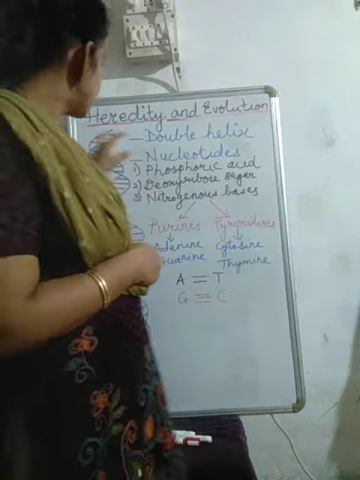 Heredity and Evolution
– Double helix
– Nucleotides
1) Phosphoric acid
2) Deoxyribose sugar
3) Nitrogenous bases
Purines Pyrimidines
Adenine Cytosine
Guanine Thymine
A = T
G ≡ C